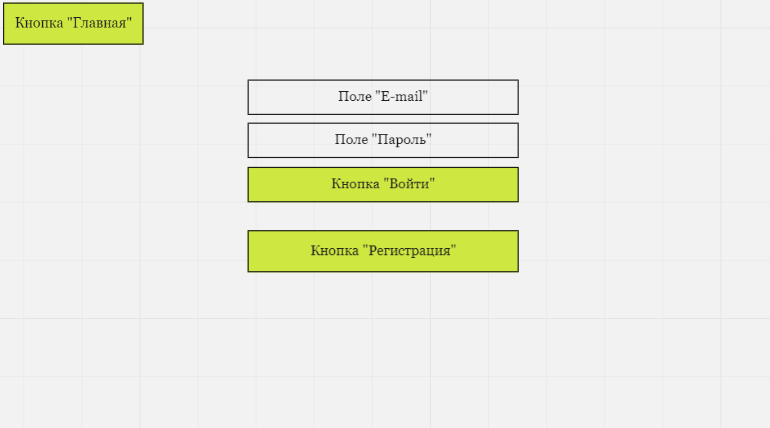 Кнопка "Главная"
Поле "E-mail"
Поле "Пароль"
Кнопка "Войти"
Кнопка "Регистрация"